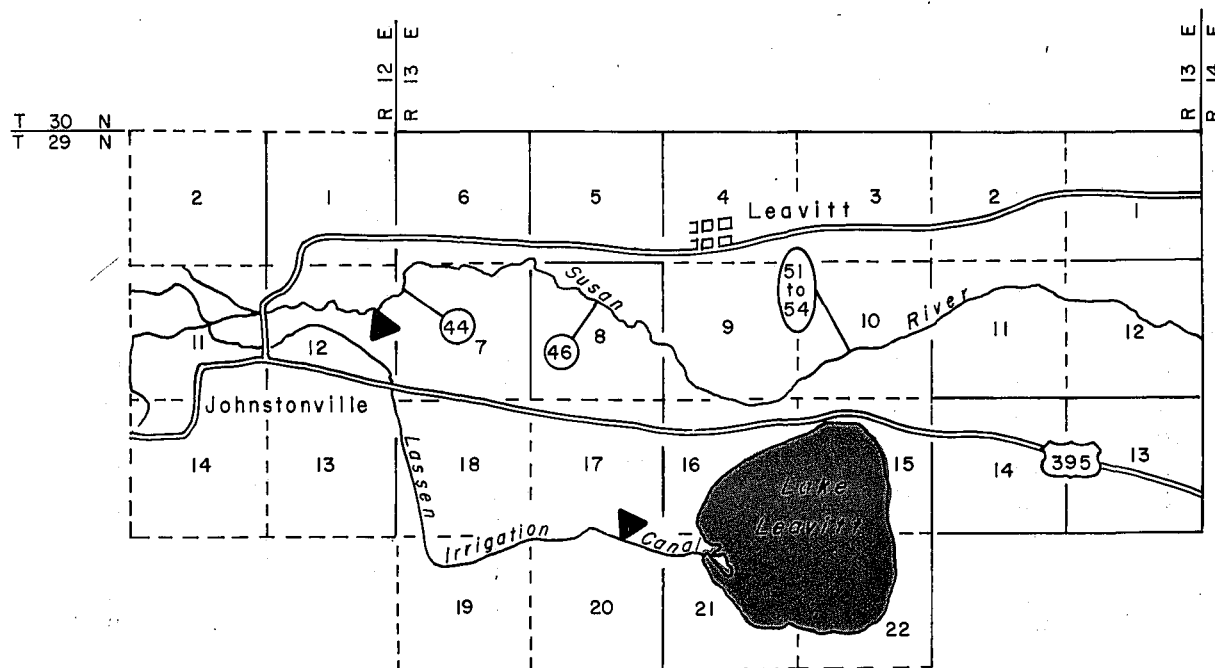 R 12 E
R 13 E
R 13 E
R 14 E
T 30 N
T 29 N
2
1
6
5
4
3
2
1
Leavitt
Susan
River
51
to
54
44
46
11
12
7
8
9
10
11
12
Johnstonville
14
13
18
17
16
15
14
395
13
Lake
Leavitt
Lassen
Irrigation
Canal
19
20
21
22